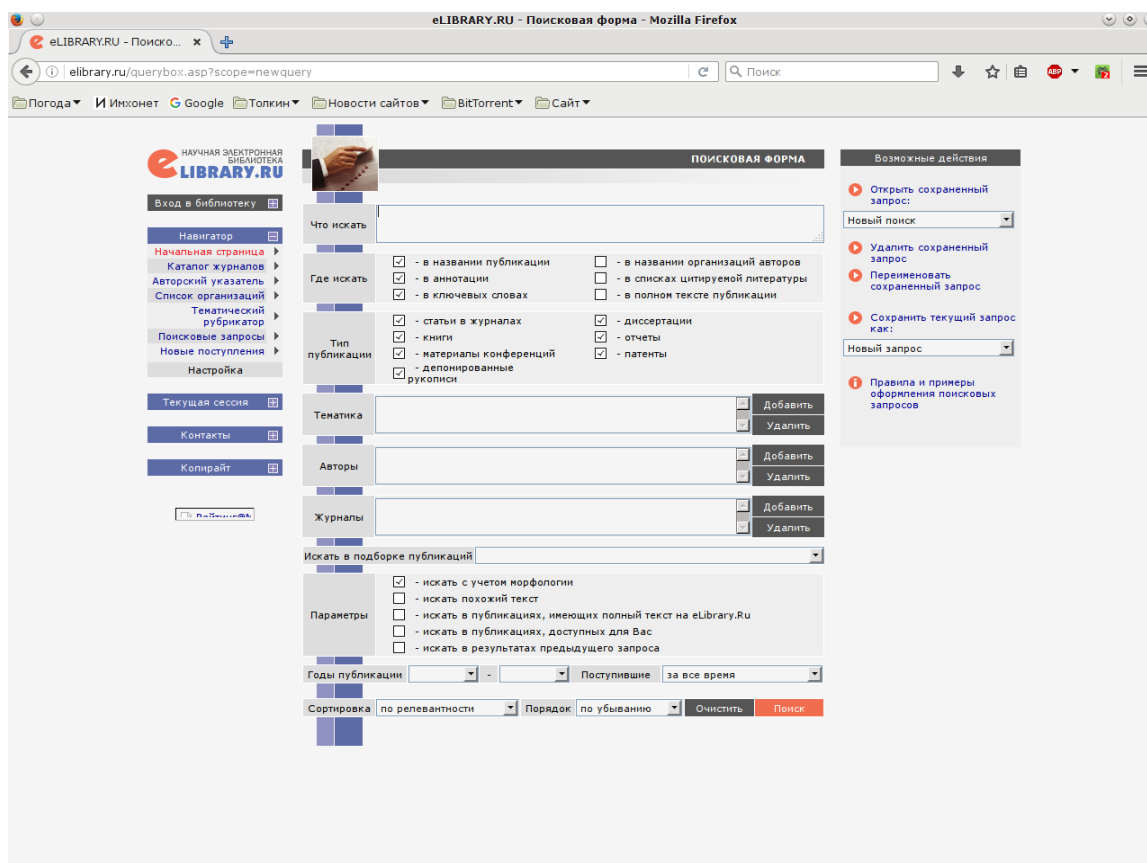 eLIBRARY.RU - Поисковая форма - Mozilla Firefox
eLIBRARY.RU - Поиско...
elibrary.ru/querybox.asp?scope=newquery
Поиск
ABP
Погода
И Имхонет
G Google
Толкин
Новости сайтов
BitTorrent
Сайт
НАУЧНАЯ ЭЛЕКТРОННАЯ
БИБЛИОТЕКА
eLIBRARY.RU
Вход в библиотеку
Навигатор
Начальная страница
Каталог журналов
Авторский указатель
Список организаций
Тематический
рубрикатор
Поисковые запросы
Новые поступления
Настройка
Текущая сессия
Контакты
Копирайт
ПОИСКОВАЯ ФОРМА
Что искать
Где искать
- в названии публикации
- в названии организаций авторов
- в аннотации
- в списках цитируемой литературы
- в ключевых словах
- в полном тексте публикации
Тип
публикации
- статьи в журналах
- диссертации
- книги
- отчеты
- материалы конференций
- патенты
- депонированные
рукописи
Тематика
Добавить
Удалить
Авторы
Добавить
Удалить
Журналы
Добавить
Удалить
Искать в подборке публикаций
Параметры
- искать с учетом морфологии
- искать похожий текст
- искать в публикациях, имеющих полный текст на eLibrary.Ru
- искать в публикациях, доступных для Вас
- искать в результатах предыдущего запроса
Годы публикации
-
Поступившие
за все время
Сортировка
по релевантности
Порядок
по убыванию
Очистить
Поиск
Возможные действия
Открыть сохраненный
запрос:
Новый поиск
Удалить сохраненный
запрос
Переименовать
сохраненный запрос
Сохранить текущий запрос
как:
Новый запрос
Правила и примеры
оформления поисковых
запросов